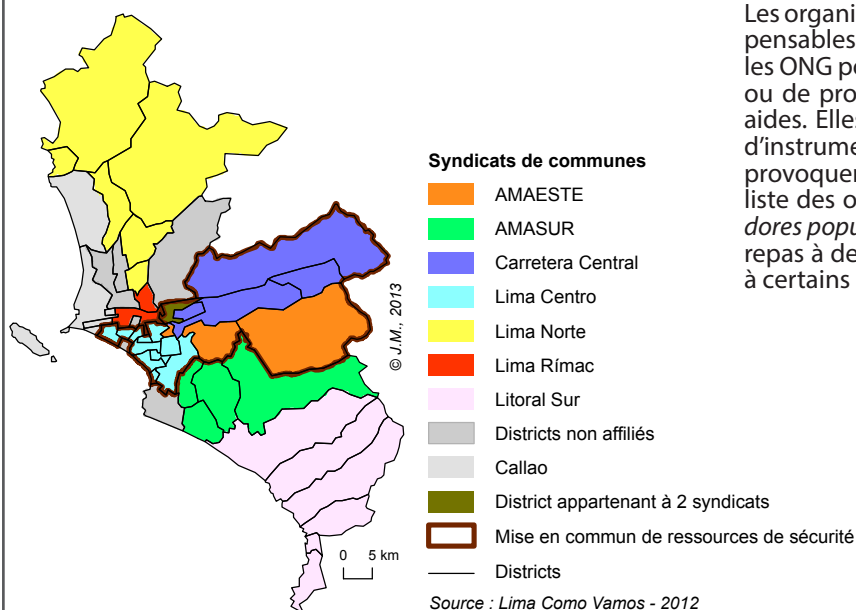 Syndicats de communes
AMAESTE
AMASUR
Carretera Central
Lima Centro
Lima Norte
Lima Rímac
Litoral Sur
Districts non affiliés
Callao
District appartenant à 2 syndicats
Mise en commun de ressources de sécurité
Districts
Source : Lima Como Vamos - 2012
0 5 km
© J.M., 2013
Les organi
pensables
les ONG p
ou de pro
aides. Elles
d'instrume
provoquer
liste des o
dores popu
repas à de
à certains